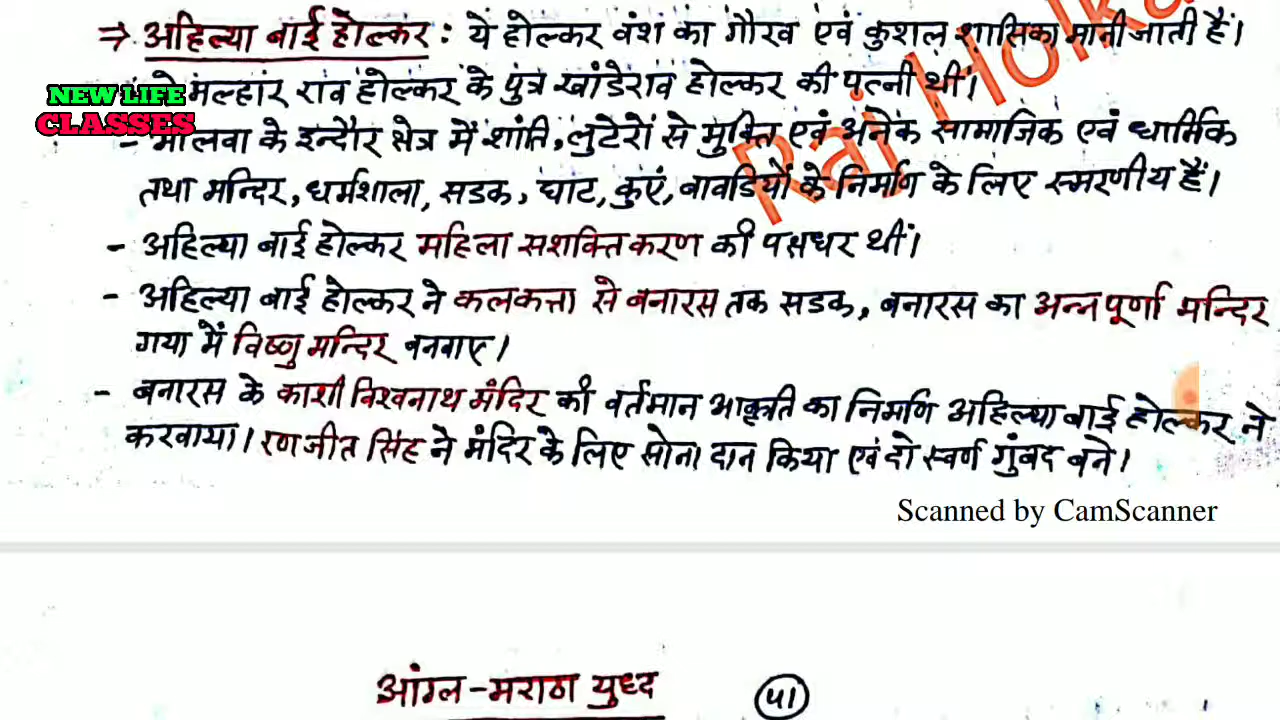 ⇒ अहिल्या बाई होल्कर : ये होल्कर वंश का गौरव एवं कुशल शासिका मानी जाती हैं।
NEW LIFE
CLASSES
मल्हार राव होल्कर के पुत्र खांडेराव होल्कर की पत्नी थीं।
- मालवा के इन्दौर क्षेत्र में शांति, लुटेरों से मुक्ति एवं अनेक सामाजिक एवं धार्मिक
तथा मन्दिर, धर्मशाला, सडक, घाट, कुएं, बावडियों के निर्माण के लिए स्मरणीय हैं।
- अहिल्या बाई होल्कर महिला सशक्तिकरण की पक्षधर थीं।
- अहिल्या बाई होल्कर ने कलकत्ता से बनारस तक सडक, बनारस का अन्नपूर्णा मन्दिर
गया में विष्णु मन्दिर बनवाए।
- बनारस के काशी विश्वनाथ मंदिर की वर्तमान आकृति का निर्माण अहिल्या बाई होल्कर ने
करवाया। रणजीत सिंह ने मंदिर के लिए सोना दान किया एवं दो स्वर्ण गुंबद बने।
Scanned by CamScanner
आंग्ल-मराठा युध्द
41